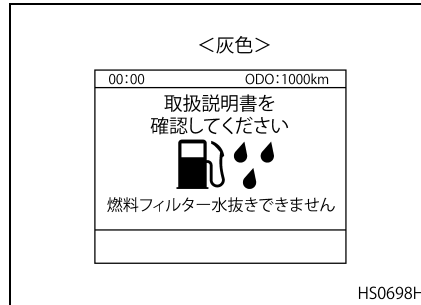 ＜灰色＞
00:00 ODO:1000km
取扱説明書を
確認してください
燃料フィルター水抜きできません
HS0698H